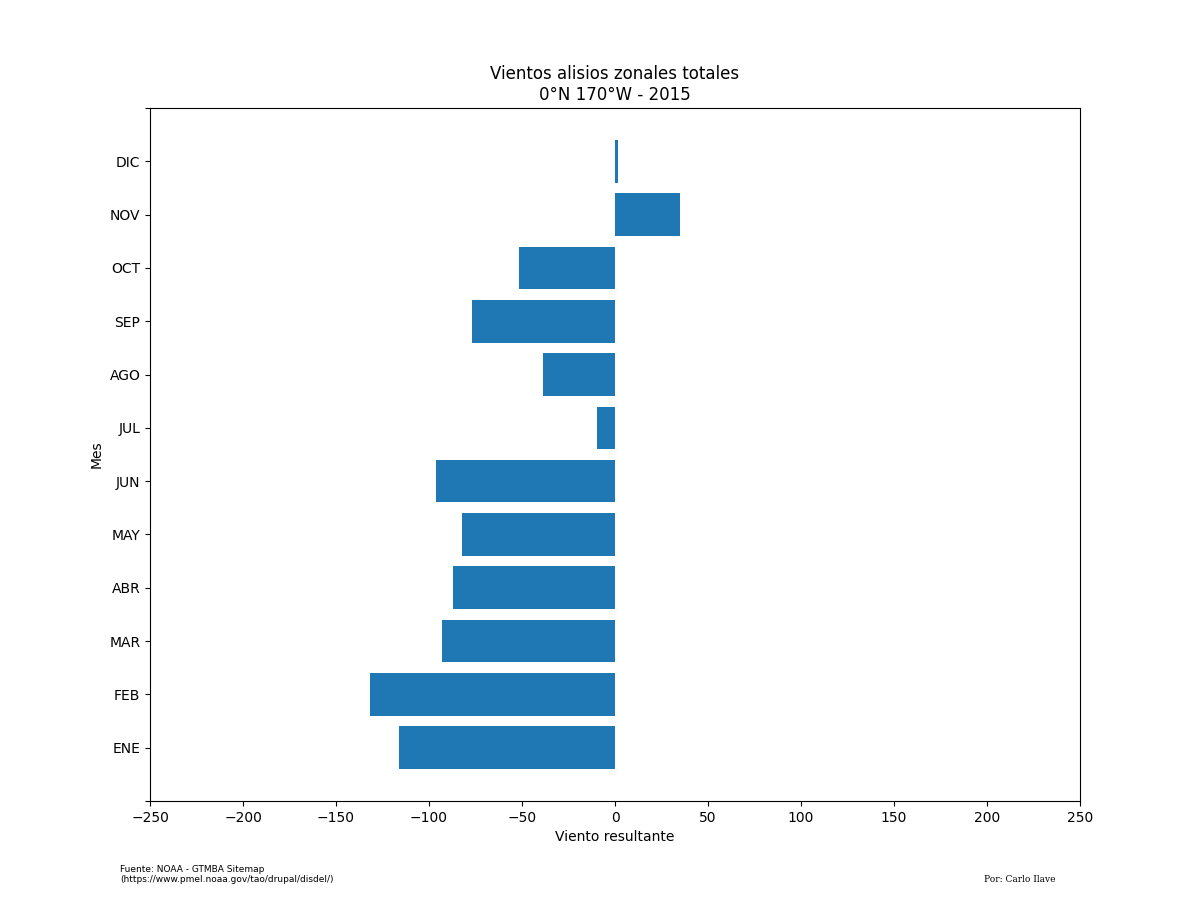 Vientos alisios zonales totales
0°N 170°W - 2015
DIC
NOV
OCT
SEP
AGO
JUL
JUN
MAY
ABR
MAR
FEB
ENE
Mes
−250 −200 −150 −100 −50 0 50 100 150 200 250
Viento resultante
Fuente: NOAA - GTMBA Sitemap
(https://www.pmel.noaa.gov/tao/drupal/disdel/)
Por: Carlo Ilave